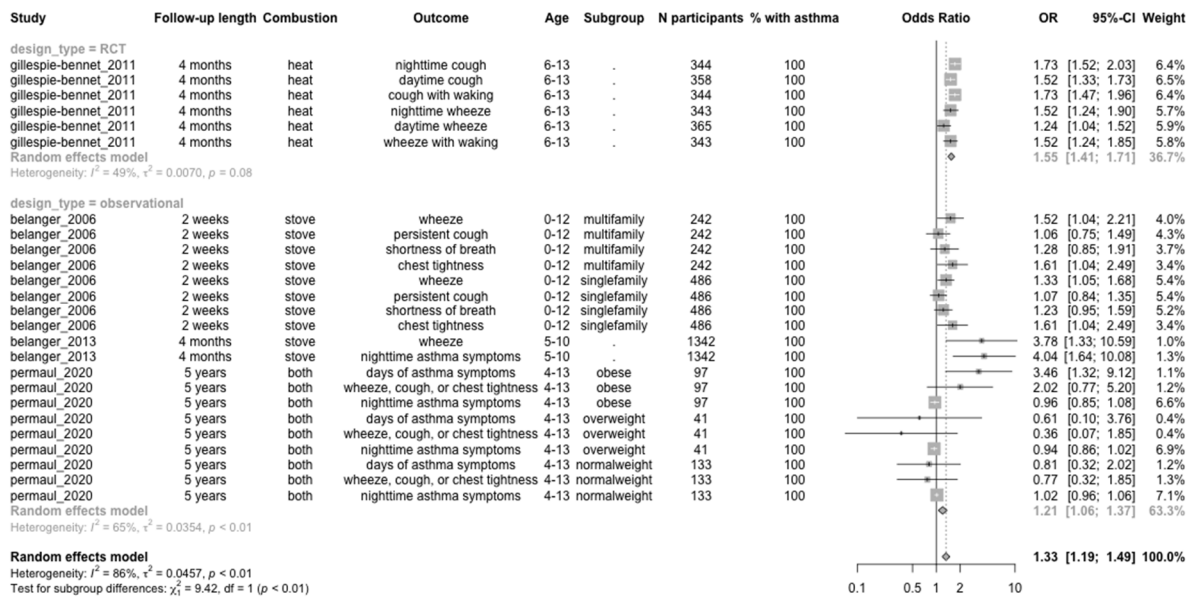 Study Follow-up length Combustion Outcome Age Subgroup N participants % with asthma Odds Ratio OR 95%-CI Weight
design_type = RCT
gillespie-bennet_2011 4 months heat nighttime cough 6-13 . 344 100 1.73 [1.52; 2.03] 6.4%
gillespie-bennet_2011 4 months heat daytime cough 6-13 . 358 100 1.52 [1.33; 1.73] 6.5%
gillespie-bennet_2011 4 months heat cough with waking 6-13 . 344 100 1.73 [1.47; 1.96] 6.4%
gillespie-bennet_2011 4 months heat nighttime wheeze 6-13 . 343 100 1.52 [1.24; 1.90] 5.7%
gillespie-bennet_2011 4 months heat daytime wheeze 6-13 . 365 100 1.24 [1.04; 1.52] 5.9%
gillespie-bennet_2011 4 months heat wheeze with waking 6-13 . 343 100 1.52 [1.24; 1.85] 5.8%
Random effects model 1.55 [1.41; 1.71] 36.7%
Heterogeneity: I² = 49%, τ² = 0.0070, p = 0.08
design_type = observational
belanger_2006 2 weeks stove wheeze 0-12 multifamily 242 100 1.52 [1.04; 2.21] 4.0%
belanger_2006 2 weeks stove persistent cough 0-12 multifamily 242 100 1.06 [0.75; 1.49] 4.3%
belanger_2006 2 weeks stove shortness of breath 0-12 multifamily 242 100 1.28 [0.85; 1.91] 3.7%
belanger_2006 2 weeks stove chest tightness 0-12 multifamily 242 100 1.61 [1.04; 2.49] 3.4%
belanger_2006 2 weeks stove wheeze 0-12 singlefamily 486 100 1.33 [1.05; 1.68] 5.4%
belanger_2006 2 weeks stove persistent cough 0-12 singlefamily 486 100 1.07 [0.84; 1.35] 5.4%
belanger_2006 2 weeks stove shortness of breath 0-12 singlefamily 486 100 1.23 [0.95; 1.59] 5.2%
belanger_2006 2 weeks stove chest tightness 0-12 singlefamily 486 100 1.61 [1.04; 2.49] 3.4%
belanger_2013 4 months stove wheeze 5-10 . 1342 100 3.78 [1.33; 10.59] 1.0%
belanger_2013 4 months stove nighttime asthma symptoms 5-10 . 1342 100 4.04 [1.64; 10.08] 1.3%
permaul_2020 5 years both days of asthma symptoms 4-13 obese 97 100 3.46 [1.32; 9.12] 1.1%
permaul_2020 5 years both wheeze, cough, or chest tightness 4-13 obese 97 100 2.02 [0.77; 5.20] 1.2%
permaul_2020 5 years both nighttime asthma symptoms 4-13 obese 97 100 0.96 [0.85; 1.08] 6.6%
permaul_2020 5 years both days of asthma symptoms 4-13 overweight 41 100 0.61 [0.10; 3.76] 0.4%
permaul_2020 5 years both wheeze, cough, or chest tightness 4-13 overweight 41 100 0.36 [0.07; 1.85] 0.4%
permaul_2020 5 years both nighttime asthma symptoms 4-13 overweight 41 100 0.94 [0.86; 1.02] 6.9%
permaul_2020 5 years both days of asthma symptoms 4-13 normalweight 133 100 0.81 [0.32; 2.02] 1.2%
permaul_2020 5 years both wheeze, cough, or chest tightness 4-13 normalweight 133 100 0.77 [0.32; 1.85] 1.3%
permaul_2020 5 years both nighttime asthma symptoms 4-13 normalweight 133 100 1.02 [0.96; 1.06] 7.1%
Random effects model 1.21 [1.06; 1.37] 63.3%
Heterogeneity: I² = 65%, τ² = 0.0354, p < 0.01
Random effects model 1.33 [1.19; 1.49] 100.0%
Heterogeneity: I² = 86%, τ² = 0.0457, p < 0.01
Test for subgroup differences: χ²₁ = 9.42, df = 1 (p < 0.01)
0.1 0.5 1 2 10